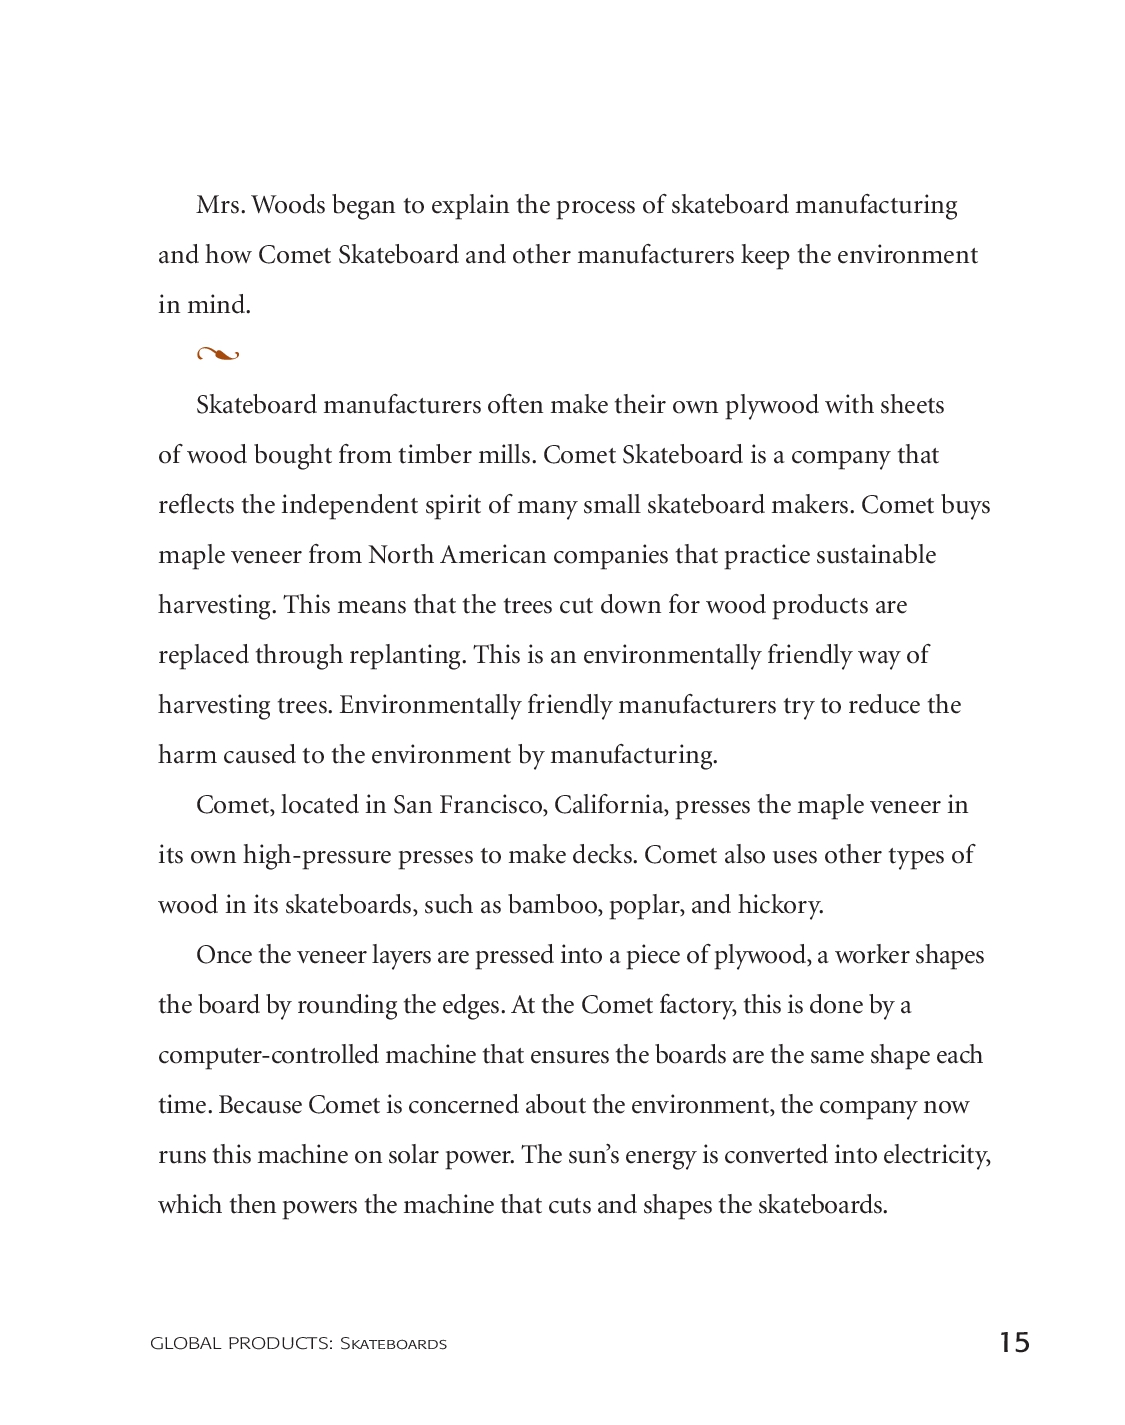 Mrs. Woods began to explain the process of skateboard manufacturing
and how Comet Skateboard and other manufacturers keep the environment
in mind.
Skateboard manufacturers often make their own plywood with sheets
of wood bought from timber mills. Comet Skateboard is a company that
reflects the independent spirit of many small skateboard makers. Comet buys
maple veneer from North American companies that practice sustainable
harvesting. This means that the trees cut down for wood products are
replaced through replanting. This is an environmentally friendly way of
harvesting trees. Environmentally friendly manufacturers try to reduce the
harm caused to the environment by manufacturing.
Comet, located in San Francisco, California, presses the maple veneer in
its own high-pressure presses to make decks. Comet also uses other types of
wood in its skateboards, such as bamboo, poplar, and hickory.
Once the veneer layers are pressed into a piece of plywood, a worker shapes
the board by rounding the edges. At the Comet factory, this is done by a
computer-controlled machine that ensures the boards are the same shape each
time. Because Comet is concerned about the environment, the company now
runs this machine on solar power. The sun’s energy is converted into electricity,
which then powers the machine that cuts and shapes the skateboards.
GLOBAL PRODUCTS: Skateboards 15